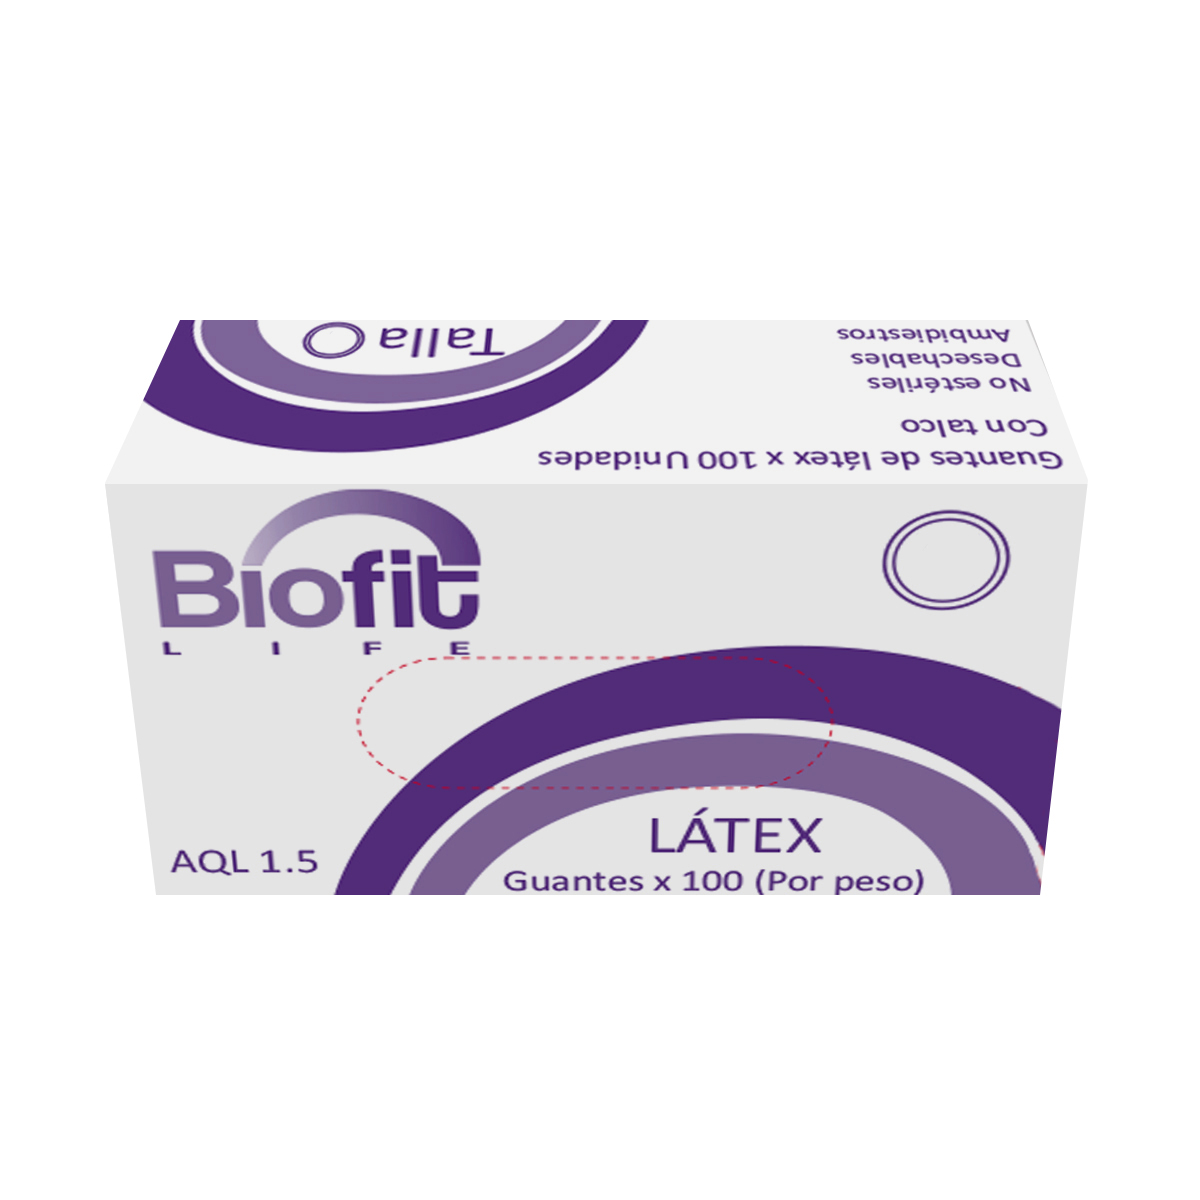 Guantes de látex x 100 Unidades
Con talco
No estériles
Desechables
Ambidiestros
Talla
Biofit
LIFE
AQL 1.5
LÁTEX
Guantes x 100 (Por peso)